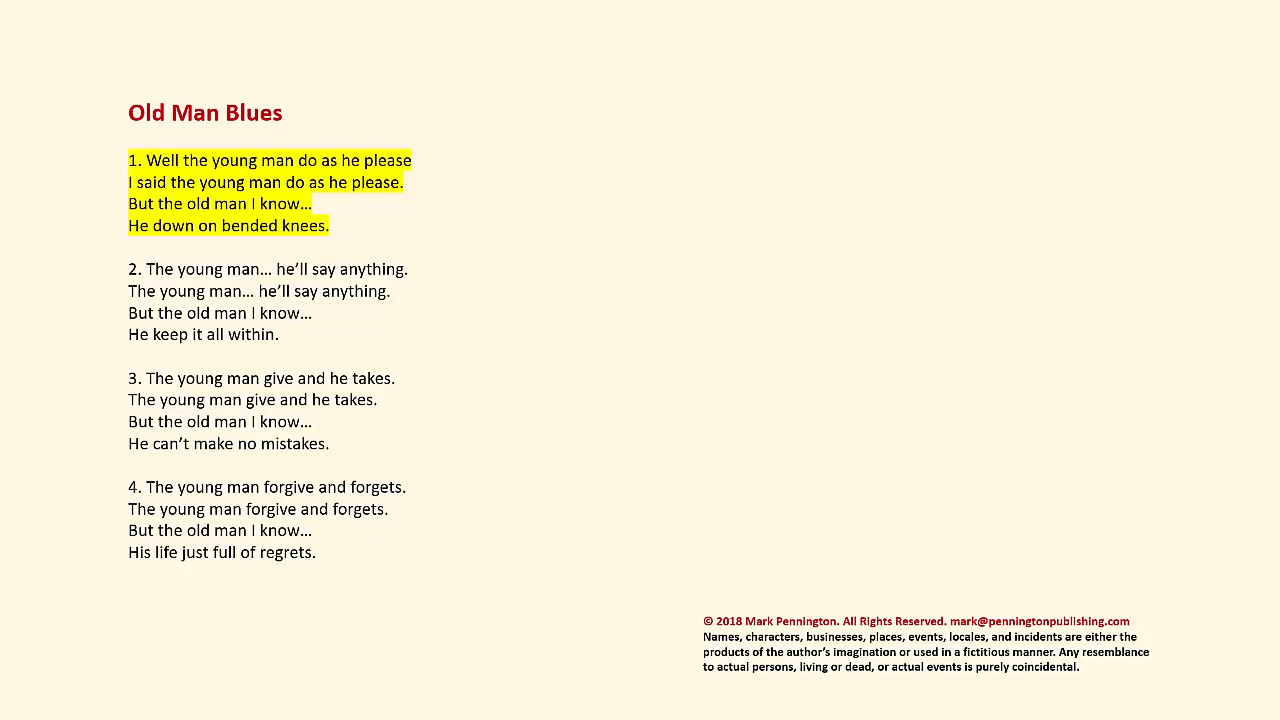 Old Man Blues
1. Well the young man do as he please
I said the young man do as he please.
But the old man I know…
He down on bended knees.
2. The young man… he’ll say anything.
The young man… he’ll say anything.
But the old man I know…
He keep it all within.
3. The young man give and he takes.
The young man give and he takes.
But the old man I know…
He can’t make no mistakes.
4. The young man forgive and forgets.
The young man forgive and forgets.
But the old man I know…
His life just full of regrets.
© 2018 Mark Pennington. All Rights Reserved. mark@penningtonpublishing.com
Names, characters, businesses, places, events, locales, and incidents are either the
products of the author’s imagination or used in a fictitious manner. Any resemblance
to actual persons, living or dead, or actual events is purely coincidental.